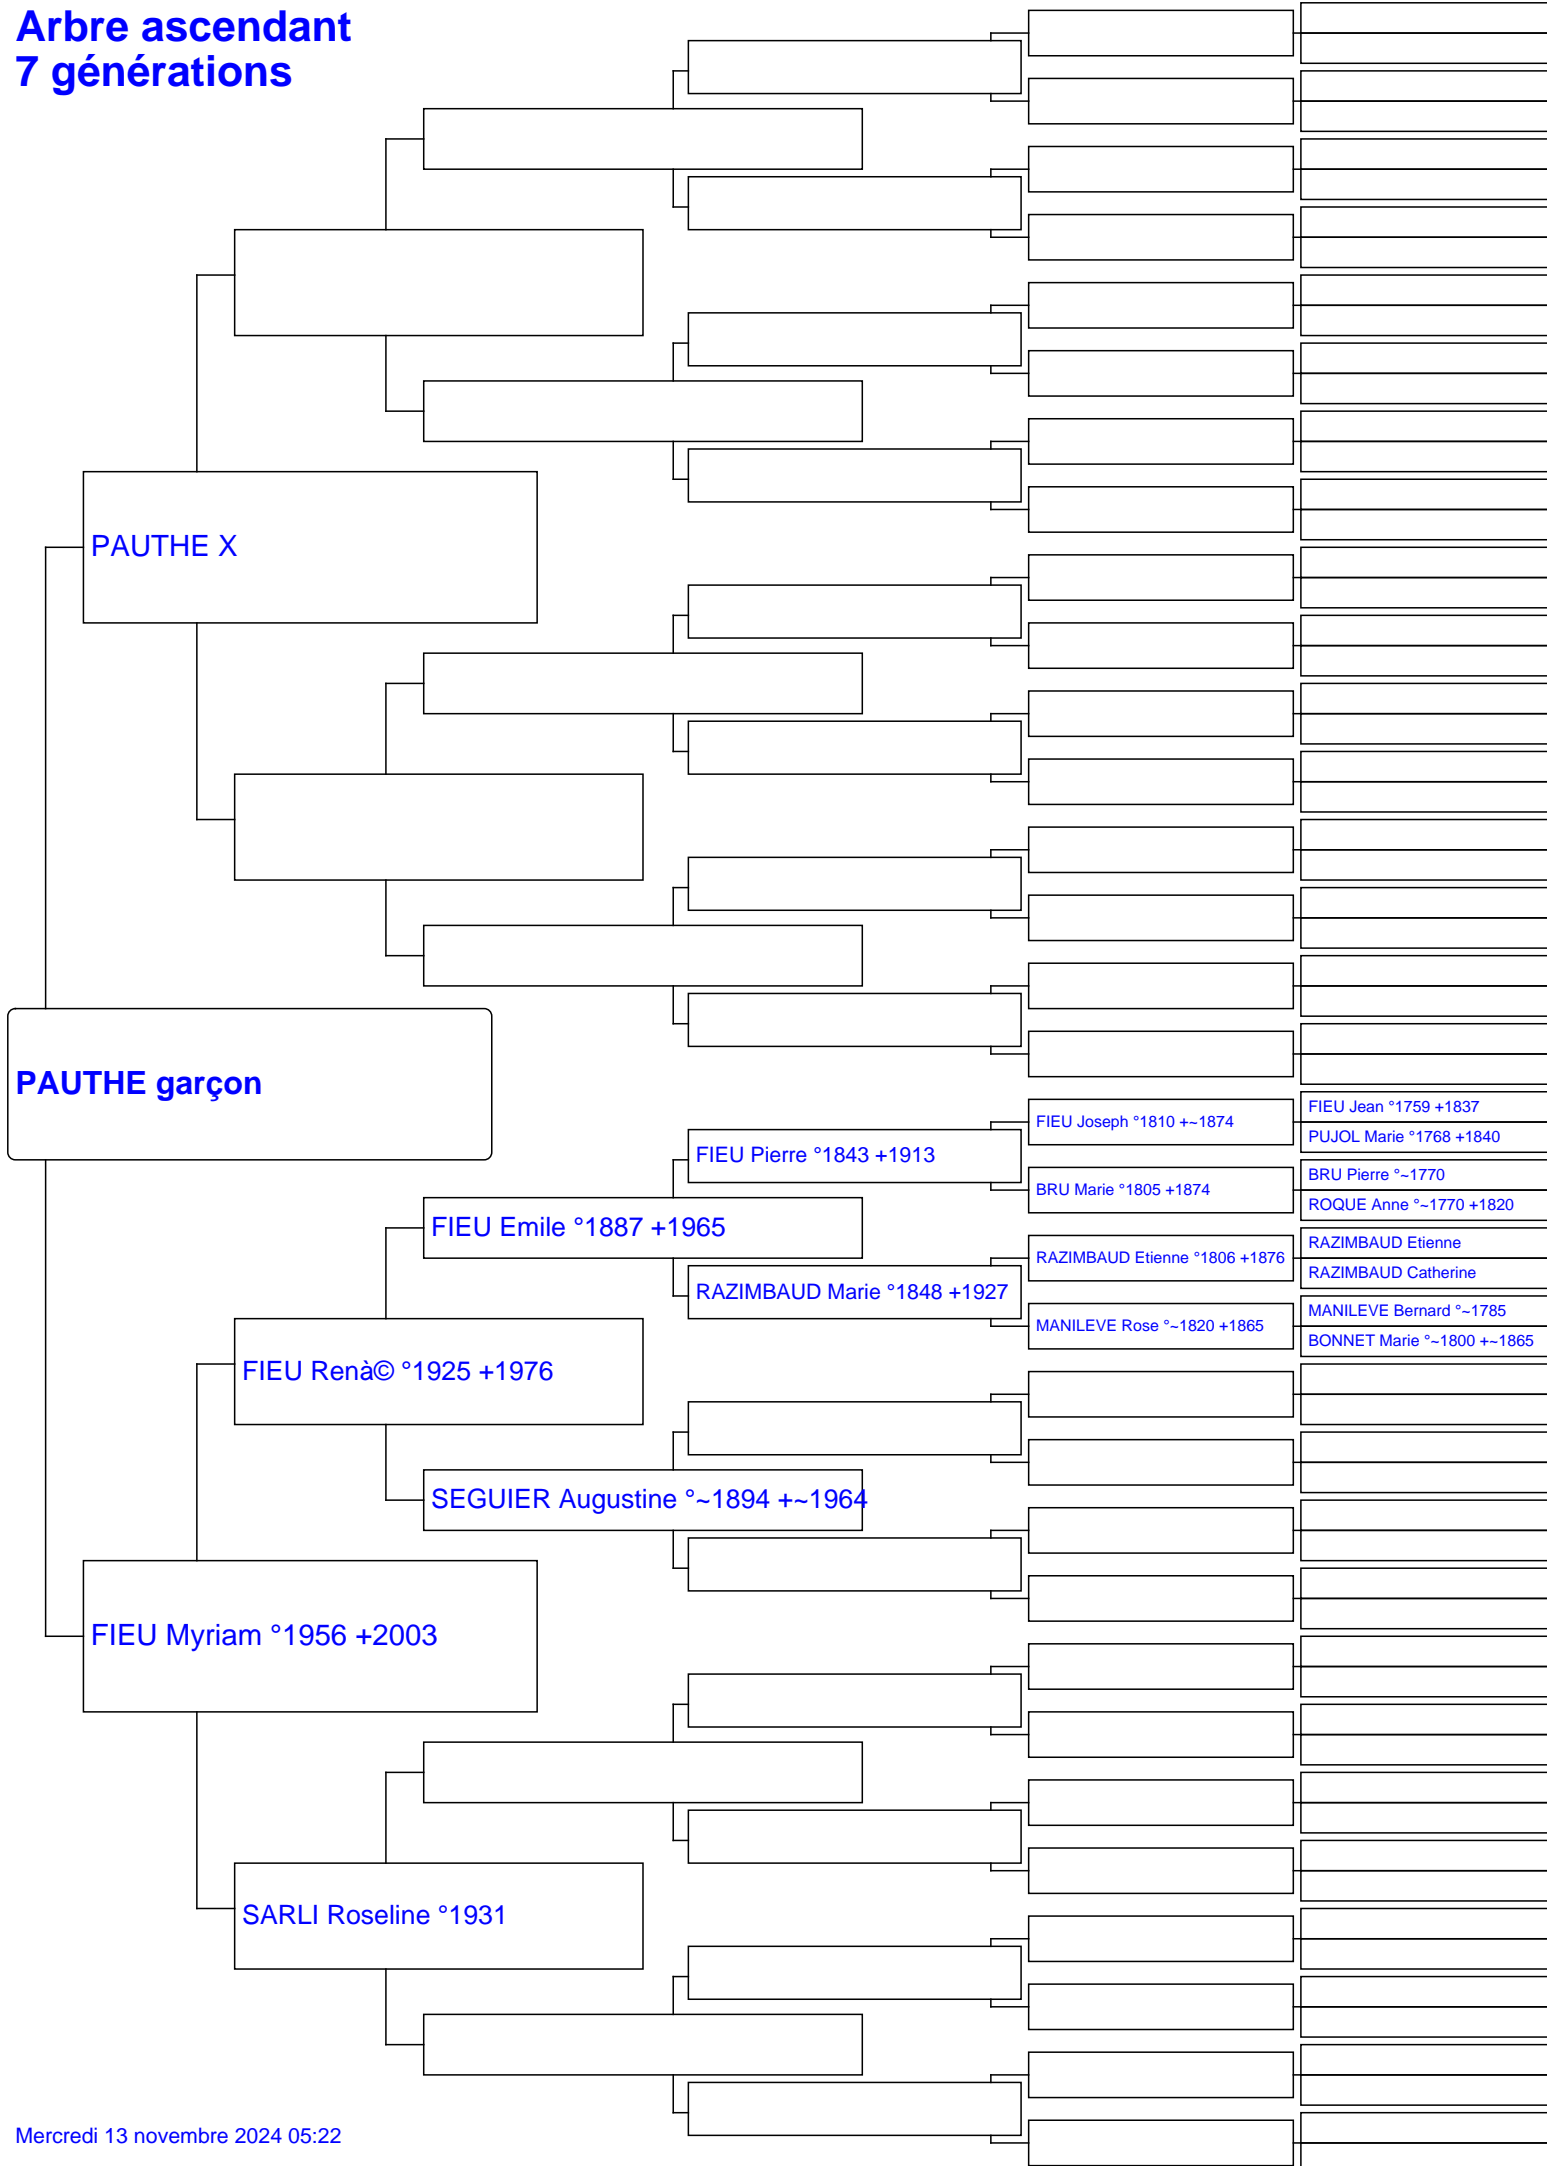 Arbre ascendant
7 générations
PAUTHE X
PAUTHE garçon
FIEU Joseph °1810 +~1874
FIEU Jean °1759 +1837
PUJOL Marie °1768 +1840
FIEU Pierre °1843 +1913
BRU Marie °1805 +1874
BRU Pierre °~1770
ROQUE Anne °~1770 +1820
FIEU Emile °1887 +1965
RAZIMBAUD Etienne °1806 +1876
RAZIMBAUD Etienne
RAZIMBAUD Catherine
RAZIMBAUD Marie °1848 +1927
MANILEVE Rose °~1820 +1865
MANILEVE Bernard °~1785
BONNET Marie °~1800 +~1865
FIEU Renà© °1925 +1976
SEGUIER Augustine °~1894 +~1964
FIEU Myriam °1956 +2003
SARLI Roseline °1931
Mercredi 13 novembre 2024 05:22